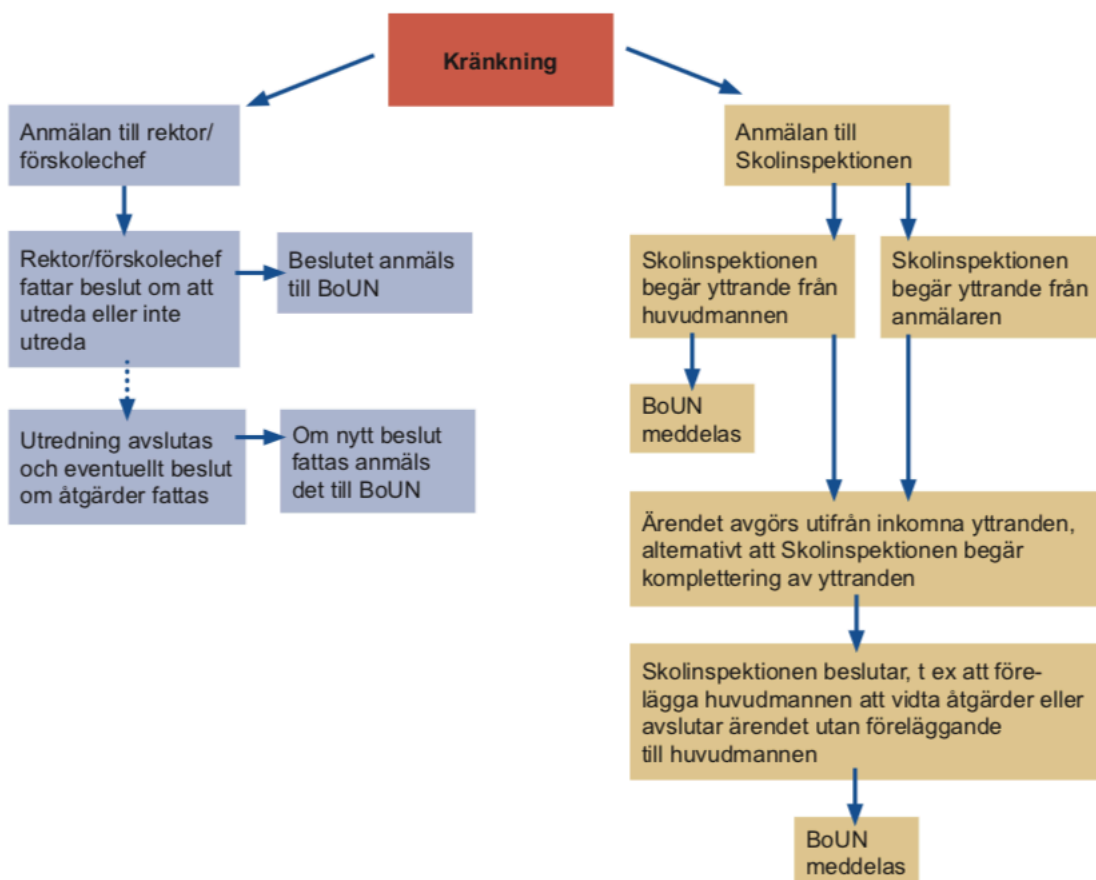 Kränkning
Anmälan till rektor/
förskolechef
Rektor/förskolechef
fattar beslut om att
utreda eller inte
utreda
Beslutet anmäls
till BoUN
Utredning avslutas
och eventuellt beslut
om åtgärder fattas
Om nytt beslut
fattas anmäls
det till BoUN
Anmälan till
Skolinspektionen
Skolinspektionen
begär yttrande från
huvudmannen
Skolinspektionen
begär yttrande från
anmälaren
BoUN
meddelas
Ärendet avgörs utifrån inkomna yttranden,
alternativt att Skolinspektionen begär
komplettering av yttranden
Skolinspektionen beslutar, t ex att före-
lägga huvudmannen att vidta åtgärder eller
avslutar ärendet utan föreläggande
till huvudmannen
BoUN
meddelas